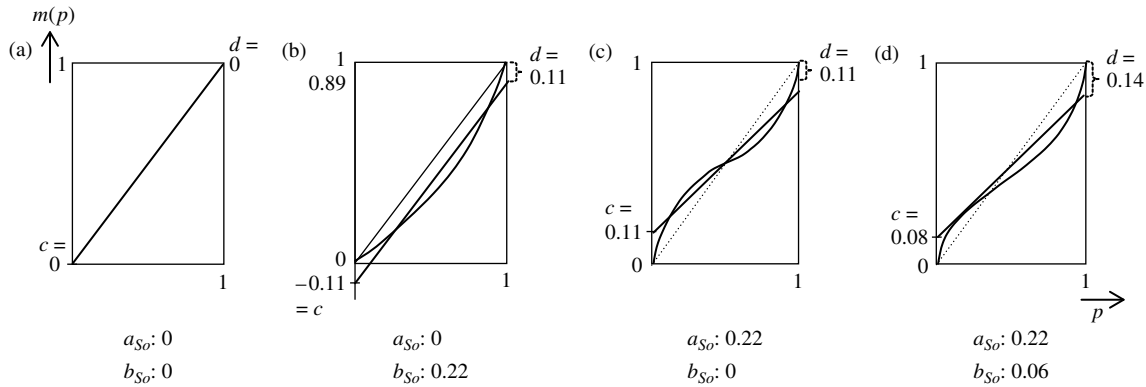 m(p)
(a)
1
d =
0
c =
0
1
a_So: 0
b_So: 0
(b)
1
0.89
d =
0.11
0
−0.11
= c
1
a_So: 0
b_So: 0.22
(c)
1
d =
0.11
c =
0.11
0
1
a_So: 0.22
b_So: 0
(d)
1
d =
0.14
c =
0.08
0
1
p
a_So: 0.22
b_So: 0.06